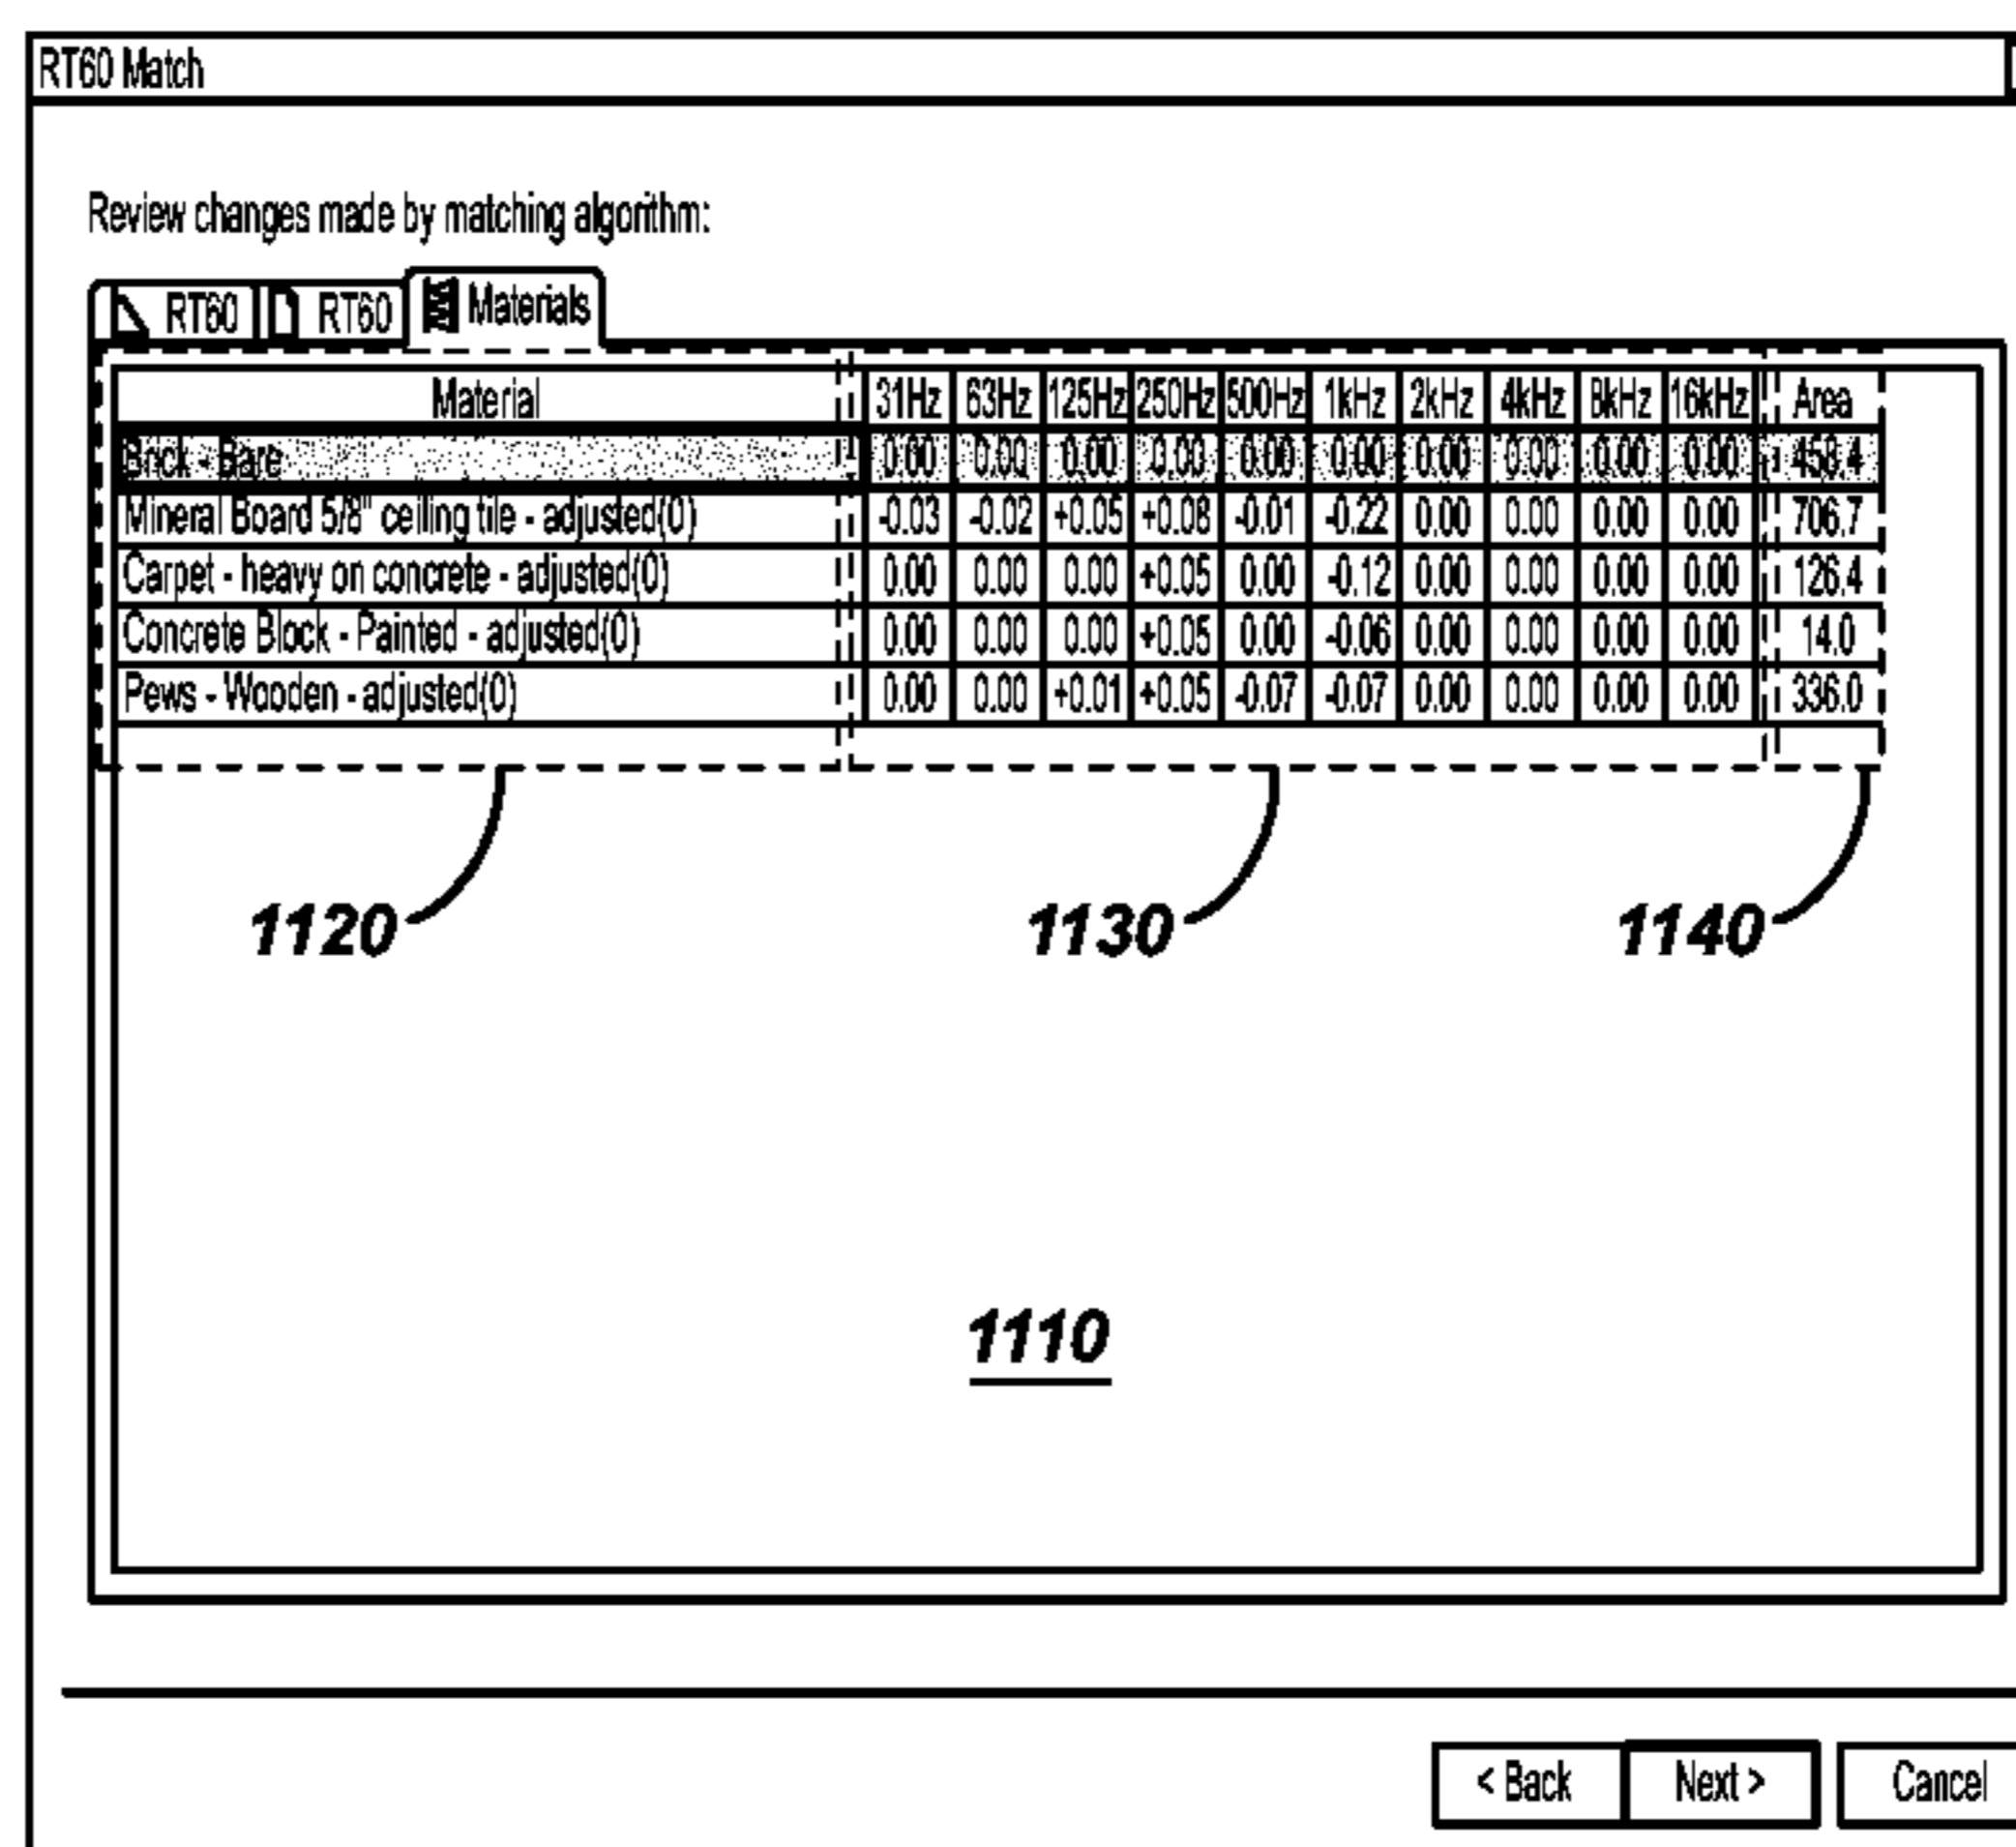 RT60 Match
Review changes made by matching algorithm:
RT60 RT60 Materials
Material 31Hz 63Hz 125Hz 250Hz 500Hz 1kHz 2kHz 4kHz 8kHz 16kHz Area
Brick - Bare 0.00 0.00 0.00 0.00 0.00 0.00 0.00 0.00 0.00 0.00 458.4
Mineral Board 5/8" ceiling tile - adjusted(0) -0.03 -0.02 +0.05 +0.08 -0.01 -0.22 0.00 0.00 0.00 0.00 706.7
Carpet - heavy on concrete - adjusted(0) 0.00 0.00 0.00 +0.05 0.00 -0.12 0.00 0.00 0.00 0.00 126.4
Concrete Block - Painted - adjusted(0) 0.00 0.00 0.00 +0.05 0.00 -0.06 0.00 0.00 0.00 0.00 14.0
Pews - Wooden - adjusted(0) 0.00 0.00 +0.01 +0.05 -0.07 -0.07 0.00 0.00 0.00 0.00 336.0
1120 1130 1140
1110
< Back Next > Cancel